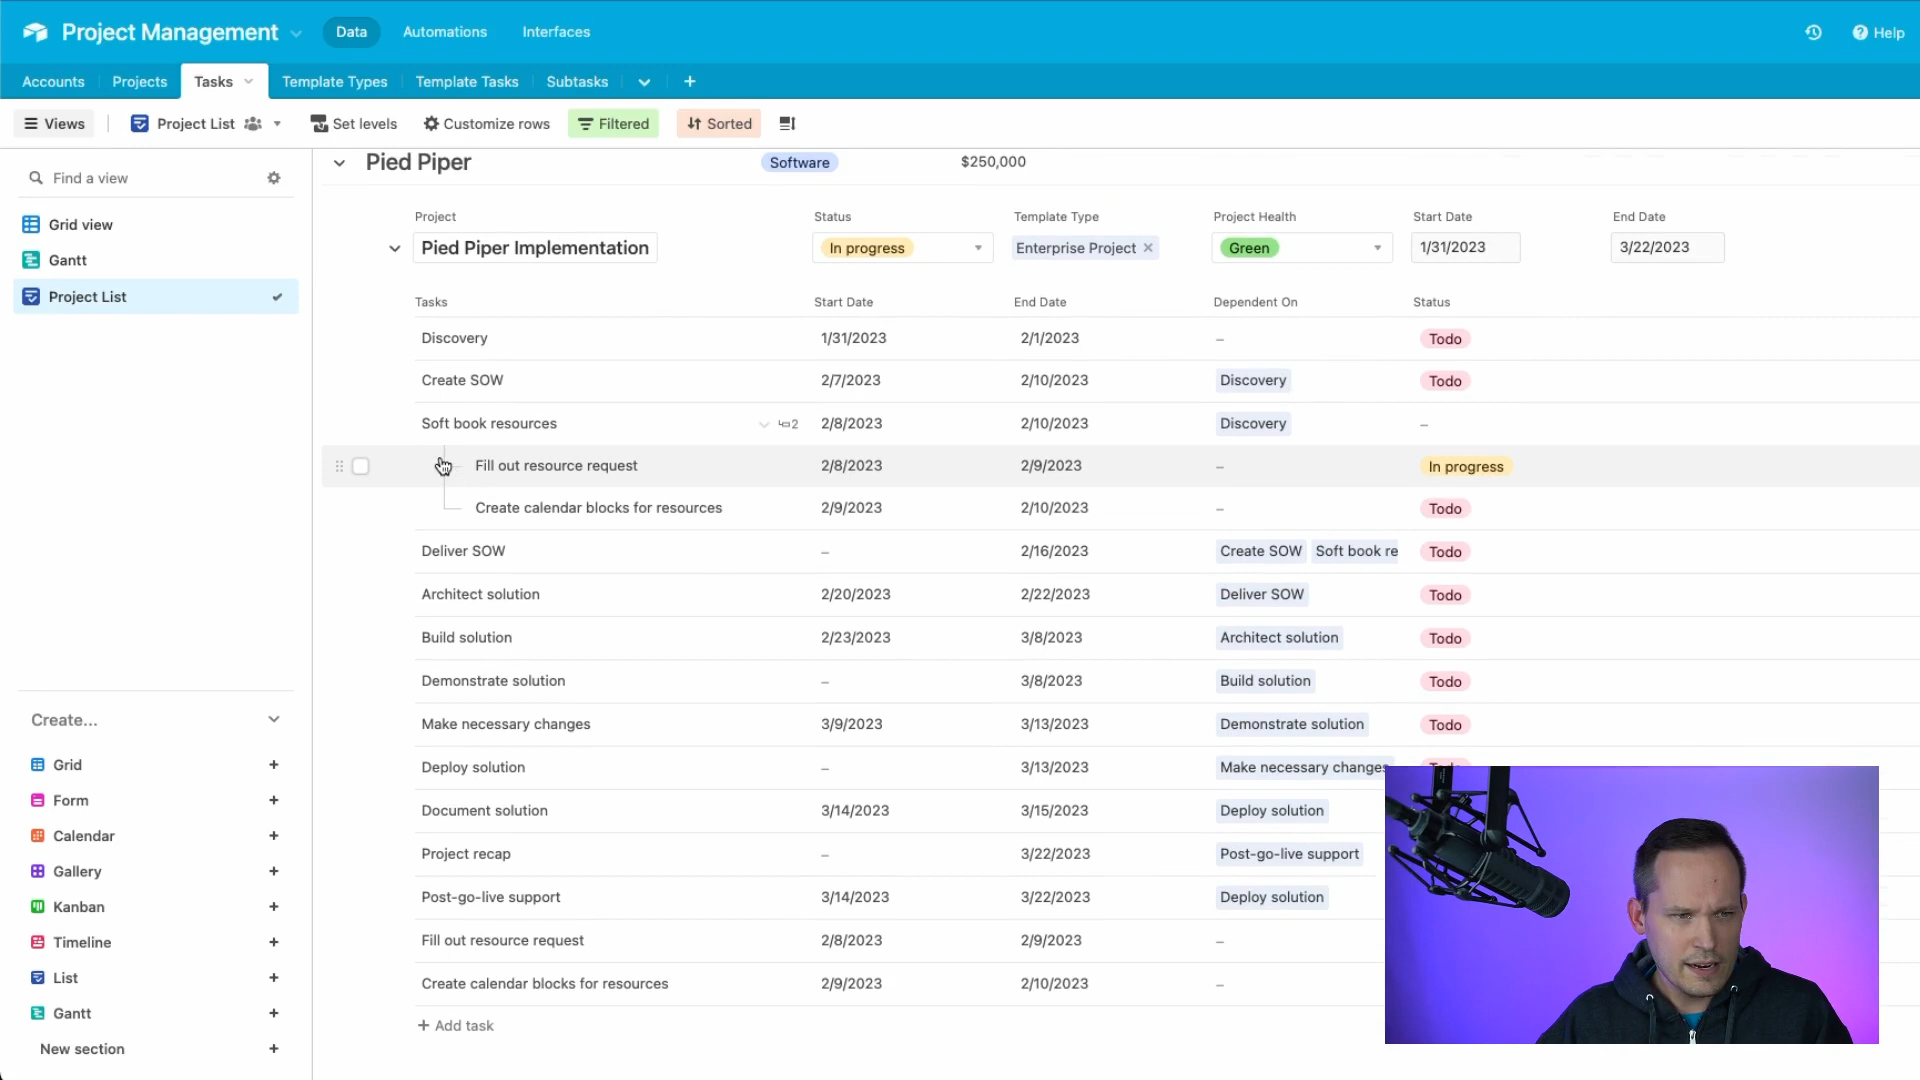 Project Management Data Automations Interfaces Help
Accounts Projects Tasks Template Types Template Tasks Subtasks
Views Project List Set levels Customize rows Filtered Sorted
Find a view
Grid view
Gantt
Project List
Create...
Grid
Form
Calendar
Gallery
Kanban
Timeline
List
Gantt
New section
Pied Piper Software $250,000
Project Status Template Type Project Health Start Date End Date
Pied Piper Implementation In progress Enterprise Project Green 1/31/2023 3/22/2023
Tasks Start Date End Date Dependent On Status
Discovery 1/31/2023 2/1/2023 – Todo
Create SOW 2/7/2023 2/10/2023 Discovery Todo
Soft book resources 2 2/8/2023 2/10/2023 Discovery –
Fill out resource request 2/8/2023 2/9/2023 – In progress
Create calendar blocks for resources 2/9/2023 2/10/2023 – Todo
Deliver SOW – 2/16/2023 Create SOW Soft book re Todo
Architect solution 2/20/2023 2/22/2023 Deliver SOW Todo
Build solution 2/23/2023 3/8/2023 Architect solution Todo
Demonstrate solution – 3/8/2023 Build solution Todo
Make necessary changes 3/9/2023 3/13/2023 Demonstrate solution Todo
Deploy solution – 3/13/2023 Make necessary changes
Document solution 3/14/2023 3/15/2023 Deploy solution
Project recap – 3/22/2023 Post-go-live support
Post-go-live support 3/14/2023 3/22/2023 Deploy solution
Fill out resource request 2/8/2023 2/9/2023 –
Create calendar blocks for resources 2/9/2023 2/10/2023 –
+ Add task